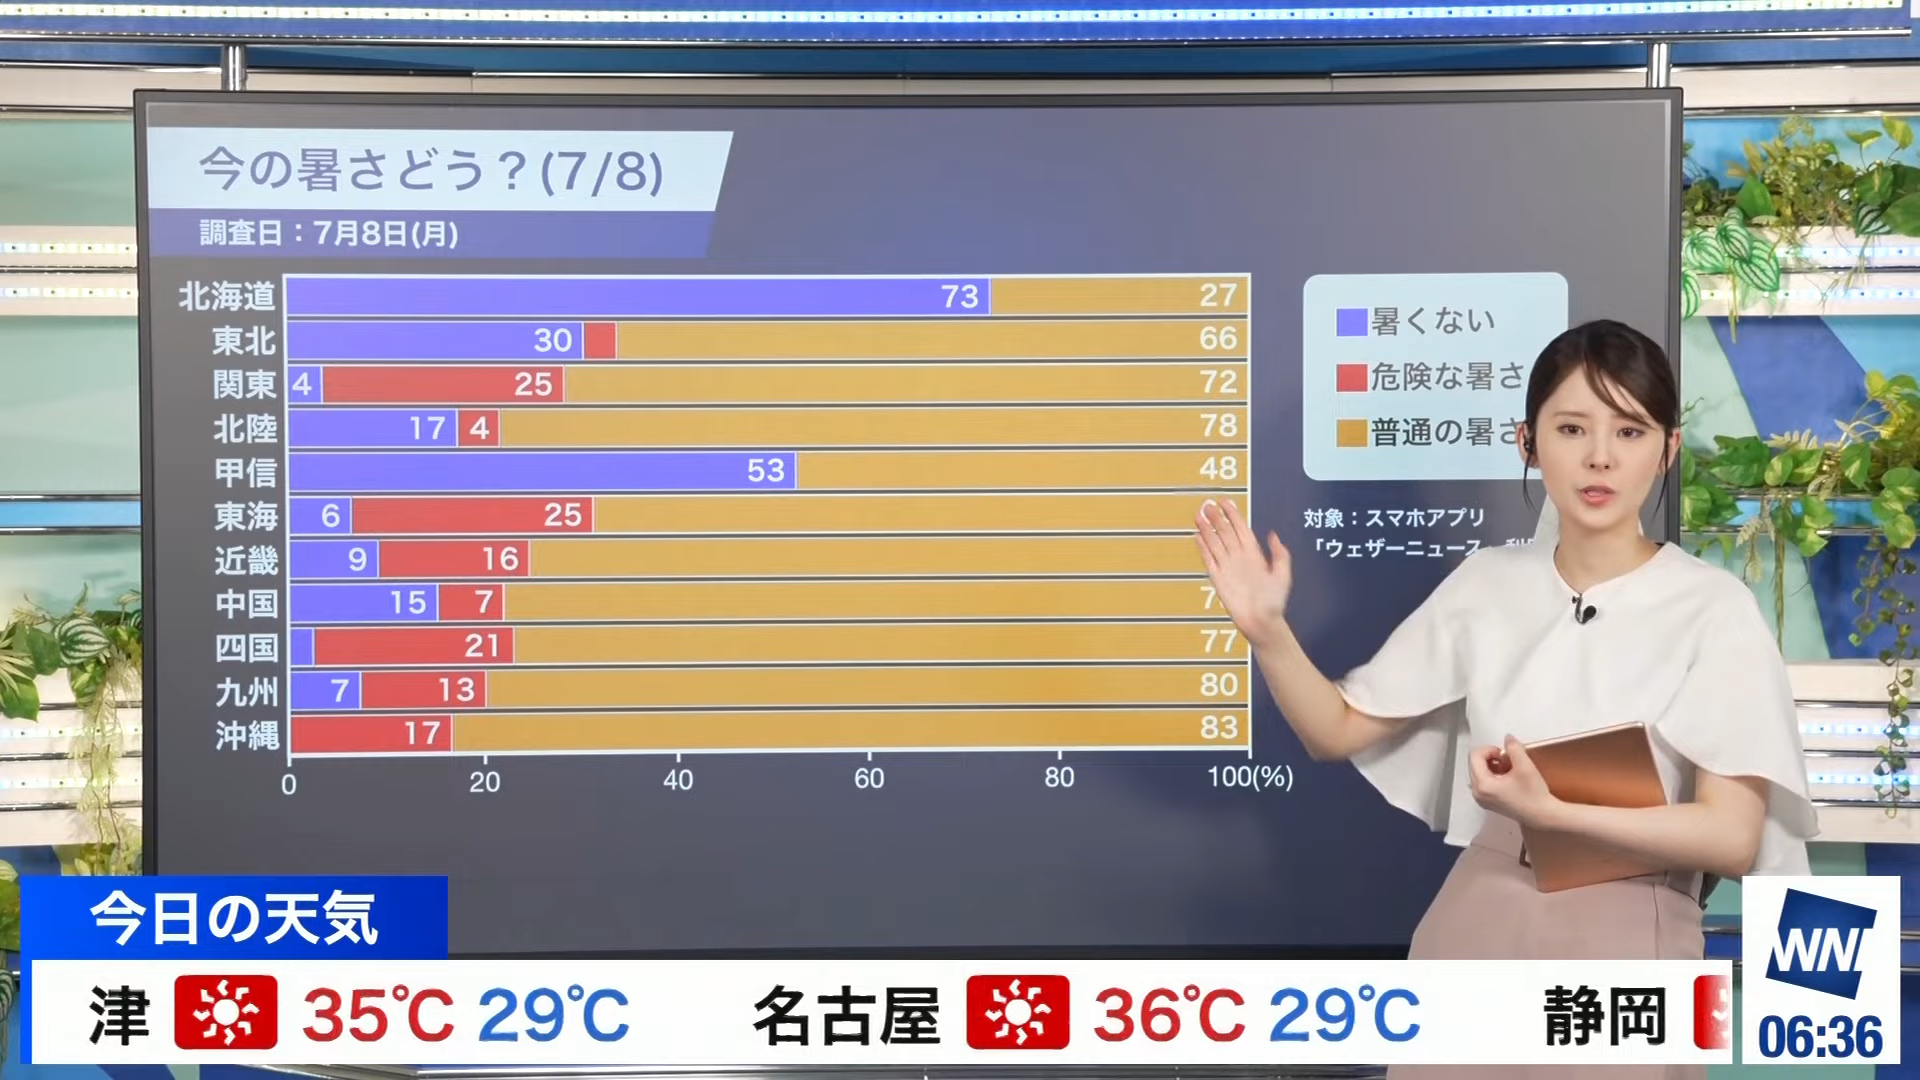 今の暑さどう？(7/8)
調査日：7月8日(月)
北海道 73 27
東北 30 66
関東 4 25 72
北陸 17 4 78
甲信 53 48
東海 6 25
近畿 9 16
中国 15 7 7
四国 21 77
九州 7 13 80
沖縄 17 83
0 20 40 60 80 100(%)
暑くない
危険な暑さ
普通の暑さ
対象：スマホアプリ
「ウェザーニュース
今日の天気
津 35℃ 29℃ 名古屋 36℃ 29℃ 静岡
WNI
06:36